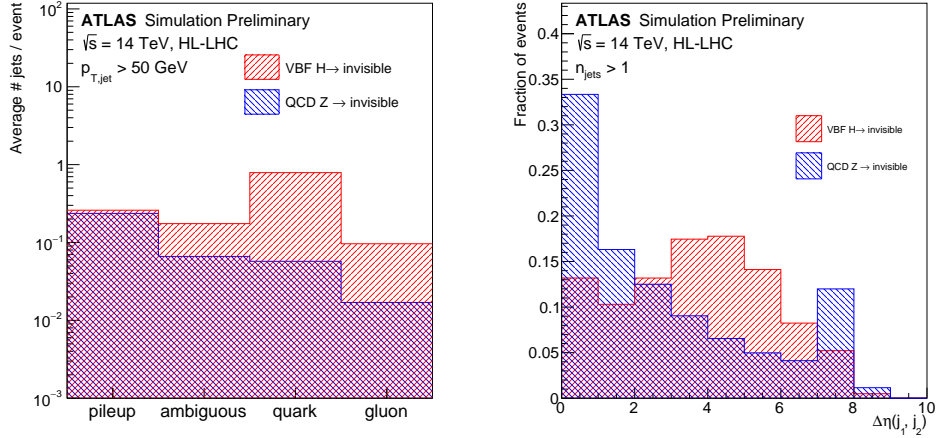 ATLAS Simulation Preliminary
√s = 14 TeV, HL-LHC
p_T,jet > 50 GeV
VBF H→ invisible
QCD Z → invisible
Average # jets / event
10²
10
1
10⁻¹
10⁻²
10⁻³
pileup ambiguous quark gluon
ATLAS Simulation Preliminary
√s = 14 TeV, HL-LHC
n_jets > 1
VBF H→ invisible
QCD Z → invisible
Fraction of events
0.4
0.35
0.3
0.25
0.2
0.15
0.1
0.05
0
0 2 4 6 8 10
Δη(j_1, j_2)